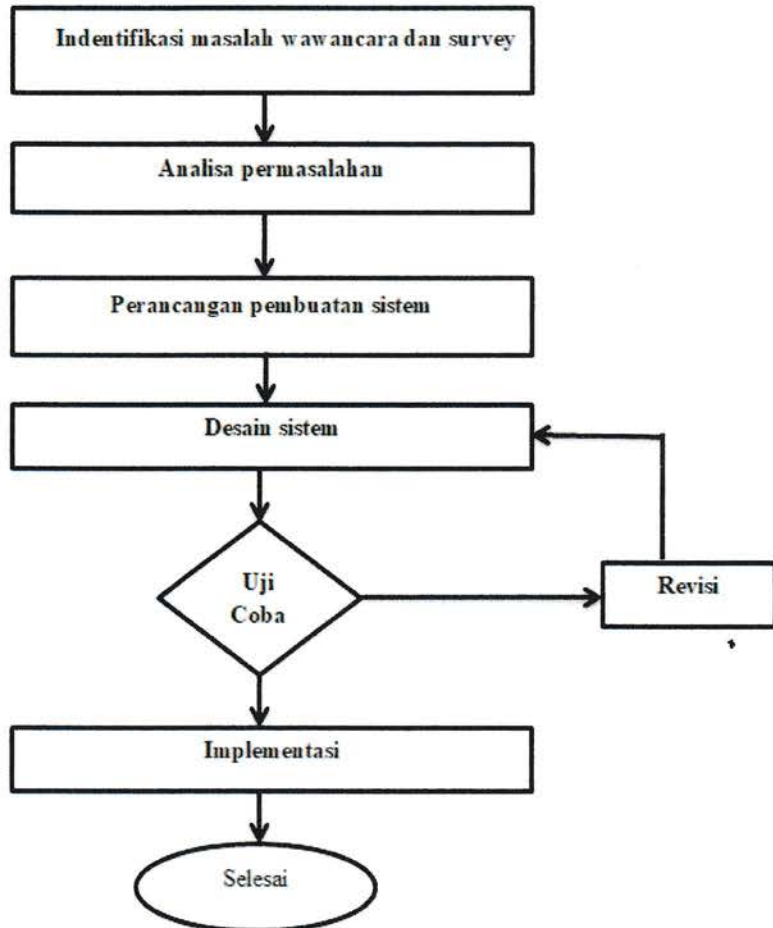 Indentifikasi masalah wawancara dan survey
Analisa permasalahan
Perancangan pembuatan sistem
Desain sistem
Uji
Coba
Revisi
Implementasi
Selesai